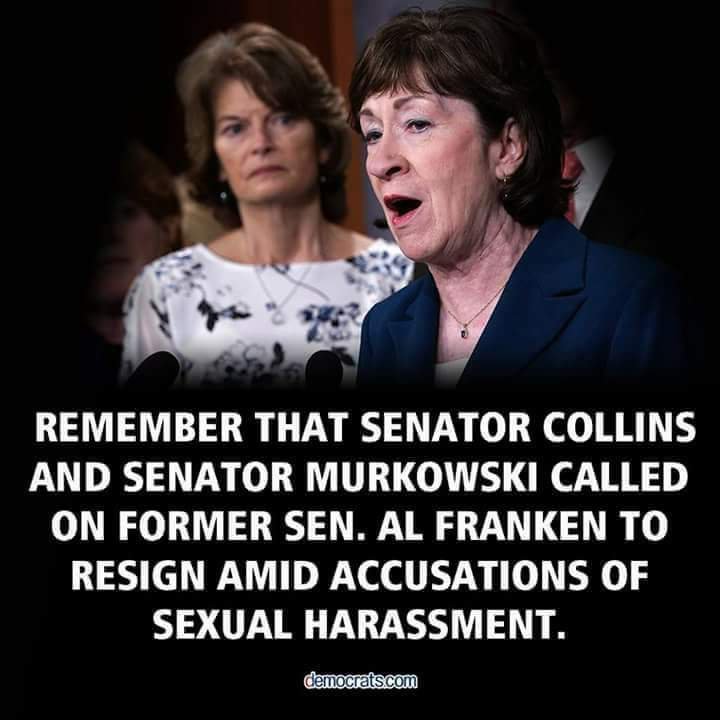 REMEMBER THAT SENATOR COLLINS
AND SENATOR MURKOWSKI CALLED
ON FORMER SEN. AL FRANKEN TO
RESIGN AMID ACCUSATIONS OF
SEXUAL HARASSMENT.
democrats.com